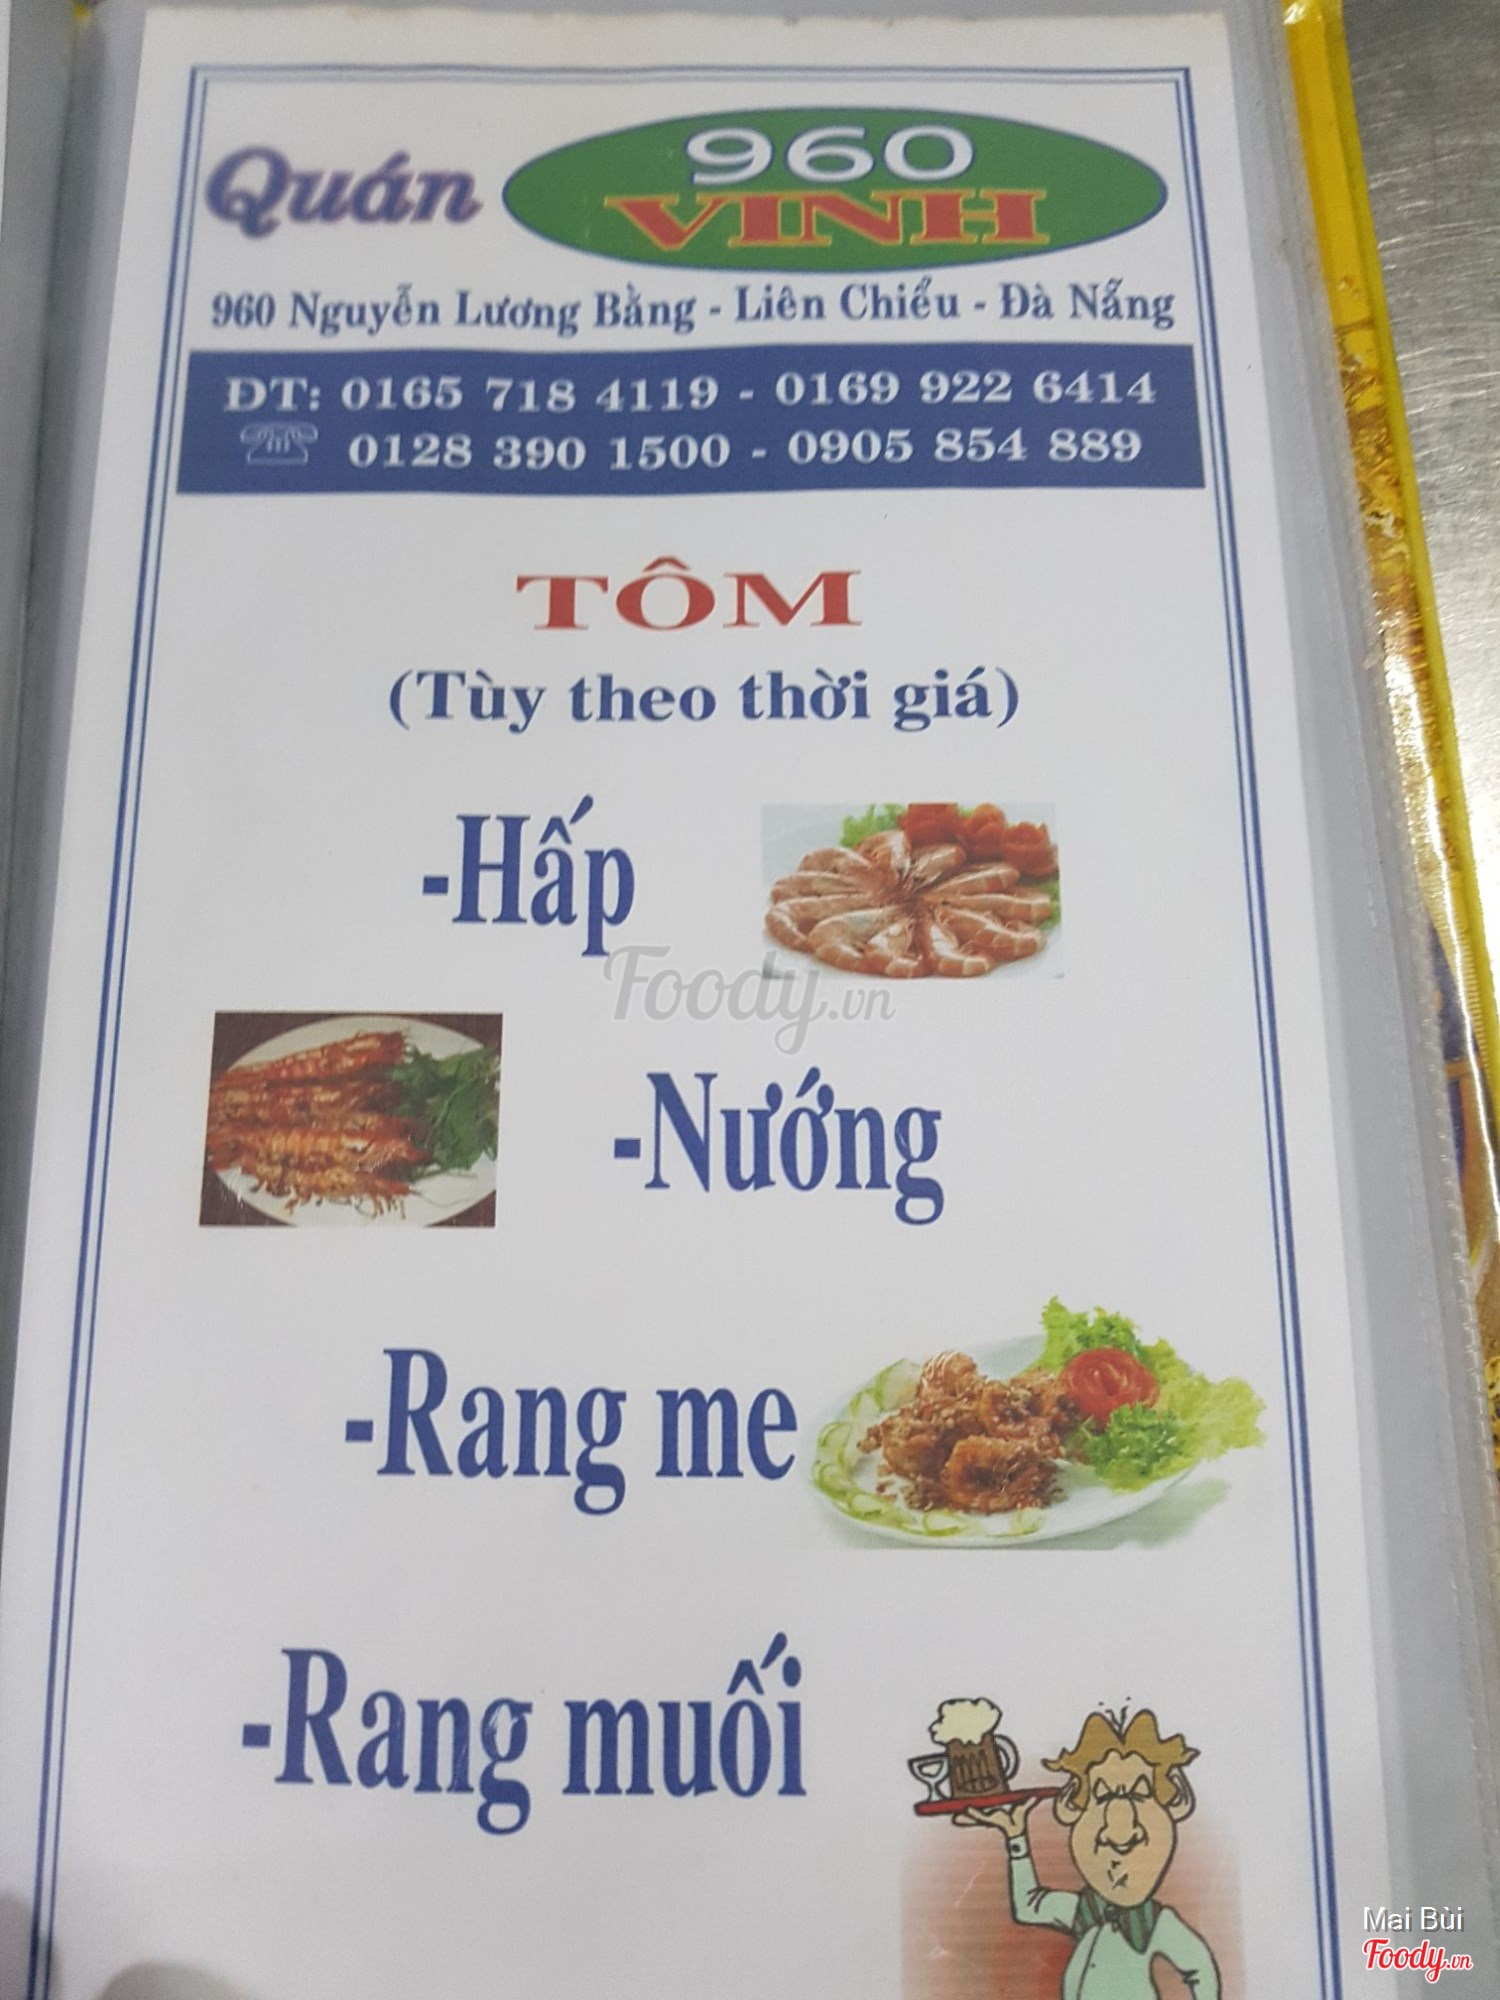 Quán 960
VINH
960 Nguyễn Lương Bằng - Liên Chiểu - Đà Nẵng
ĐT: 0165 718 4119 - 0169 922 6414
0128 390 1500 - 0905 854 889
TÔM
(Tùy theo thời giá)
-Hấp
Foody.vn
-Nướng
-Rang me
-Rang muối
Mai Bùi
Foody.vn